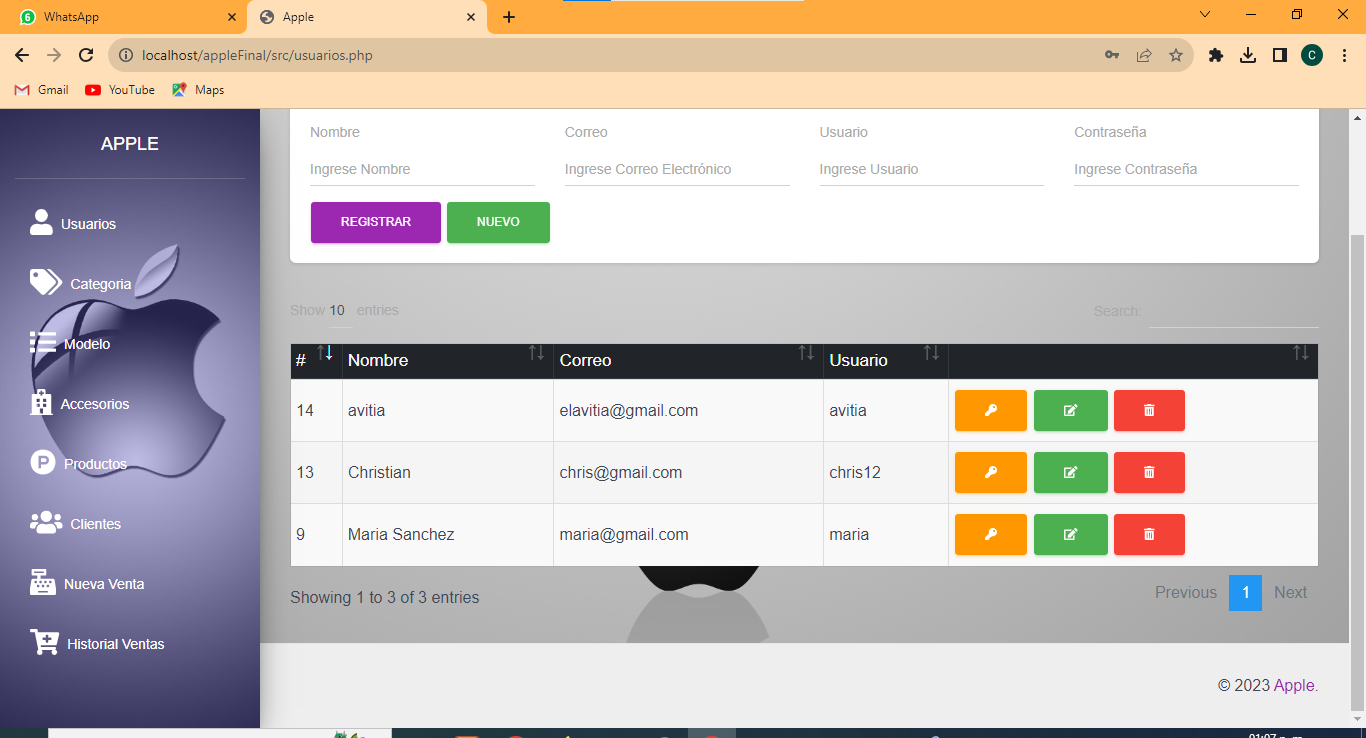 6 WhatsApp
Apple
localhost/appleFinal/src/usuarios.php
C
Gmail YouTube Maps
APPLE
Usuarios
Categoria
Modelo
Accesorios
P Productos
Clientes
Nueva Venta
Historial Ventas
Nombre Correo Usuario Contraseña
Ingrese Nombre Ingrese Correo Electrónico Ingrese Usuario Ingrese Contraseña
REGISTRAR NUEVO
Show 10 entries Search:
# Nombre Correo Usuario
14 avitia elavitia@gmail.com avitia
13 Christian chris@gmail.com chris12
9 Maria Sanchez maria@gmail.com maria
Showing 1 to 3 of 3 entries Previous 1 Next
© 2023 Apple.